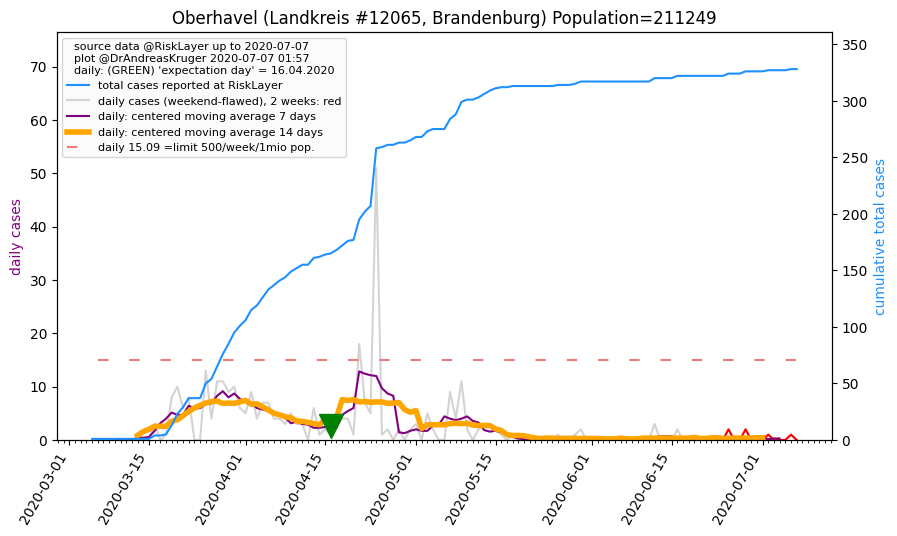 Oberhavel (Landkreis #12065, Brandenburg) Population=211249
source data @RiskLayer up to 2020-07-07
plot @DrAndreasKruger 2020-07-07 01:57
daily: (GREEN) 'expectation day' = 16.04.2020
total cases reported at RiskLayer
daily cases (weekend-flawed), 2 weeks: red
daily: centered moving average 7 days
daily: centered moving average 14 days
daily 15.09 =limit 500/week/1mio pop.
daily cases
70
60
50
40
30
20
10
0
cumulative total cases
350
300
250
200
150
100
50
0
2020-03-01
2020-03-15
2020-04-01
2020-04-15
2020-05-01
2020-05-15
2020-06-01
2020-06-15
2020-07-01